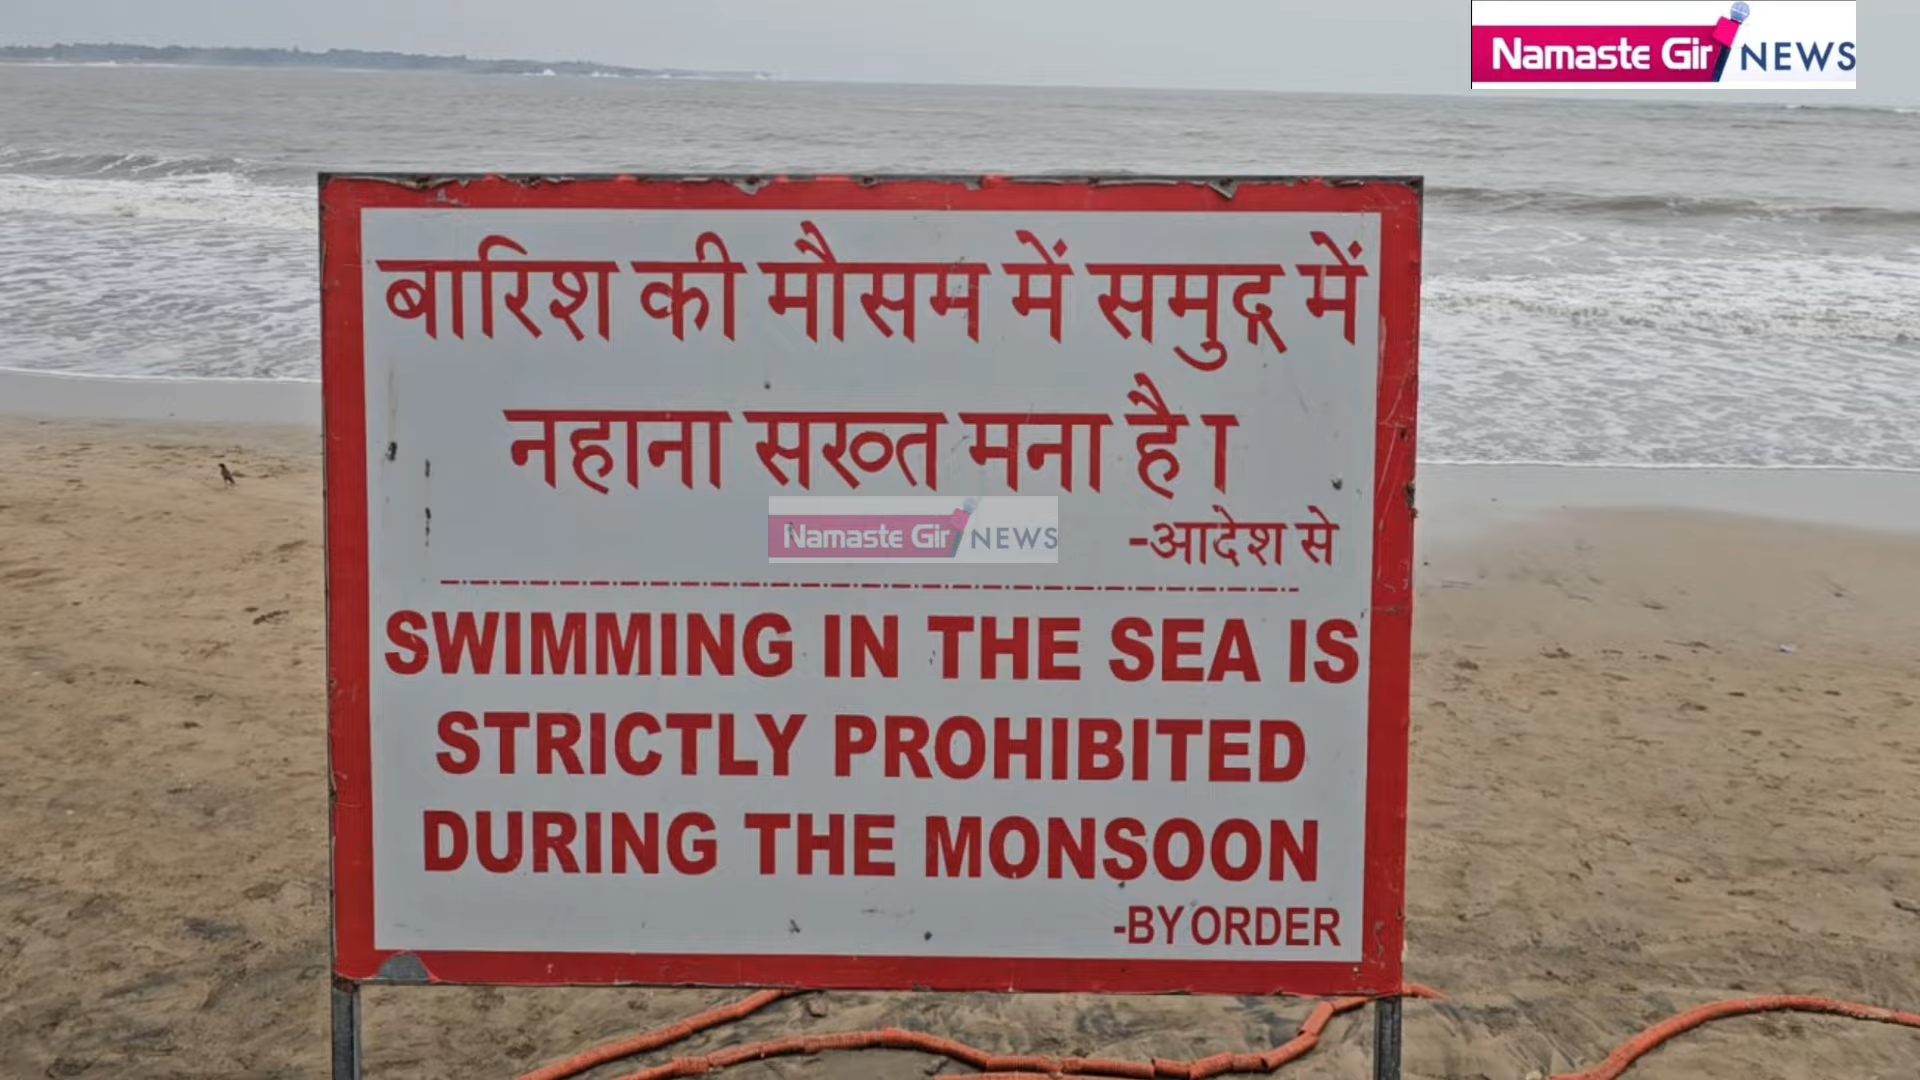 Namaste Gir NEWS
बारिश की मौसम में समुद्र में
नहाना सख्त मना है।
Namaste Gir NEWS
-आदेश से
SWIMMING IN THE SEA IS
STRICTLY PROHIBITED
DURING THE MONSOON
-BY ORDER